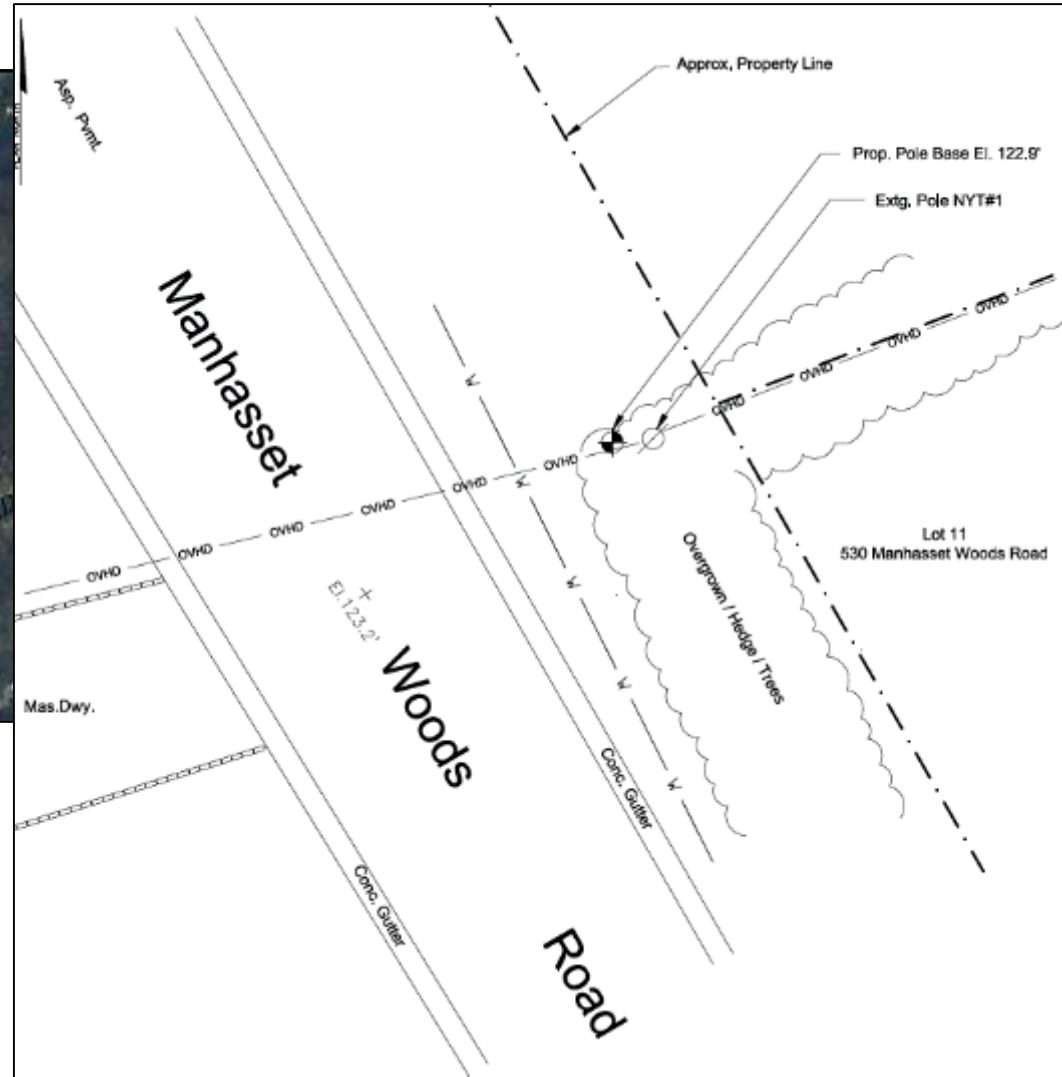 Approx. Property Line
Asp. Pvmt.
Prop. Pole Base El. 122.9'
Extg. Pole NYT#1
Manhasset
OVHD
OVHD
OVHD
OVHD
OVHD
OVHD
OVHD
OVHD
OVHD
OVHD
W
W
W
W
W
Lot 11
530 Manhasset Woods Road
Overgrown / Hedge / Trees
El.123.2'
Woods
Mas.Dwy.
Conc. Gutter
Conc. Gutter
Road